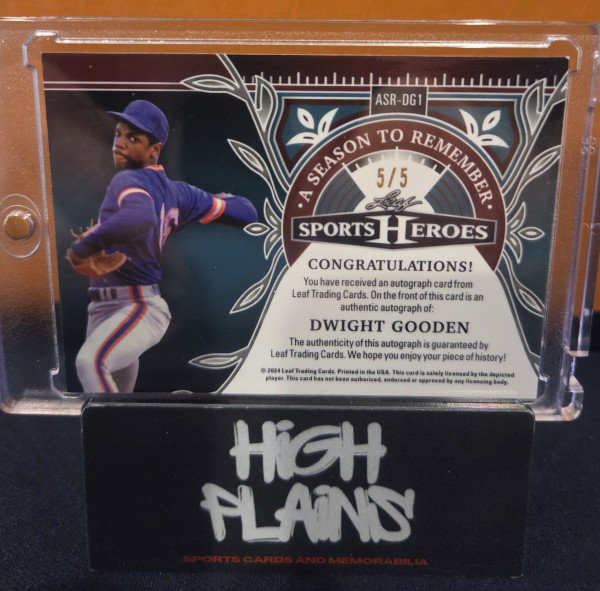 ASR-DG1
• A SEASON TO REMEMBER •
5/5
Leaf
SPORTS HEROES
CONGRATULATIONS!
You have received an autograph card from
Leaf Trading Cards. On the front of this card is an
authentic autograph of:
DWIGHT GOODEN
The authenticity of this autograph is guaranteed by
Leaf Trading Cards. We hope you enjoy your piece of history!
© 2024 Leaf Trading Cards. Printed in the USA. This card is solely licensed by the depicted
player. This card has not been authorized, endorsed or approved by any licensing body.
HiGH
PLAiNS
SPORTS CARDS AND MEMORABILIA